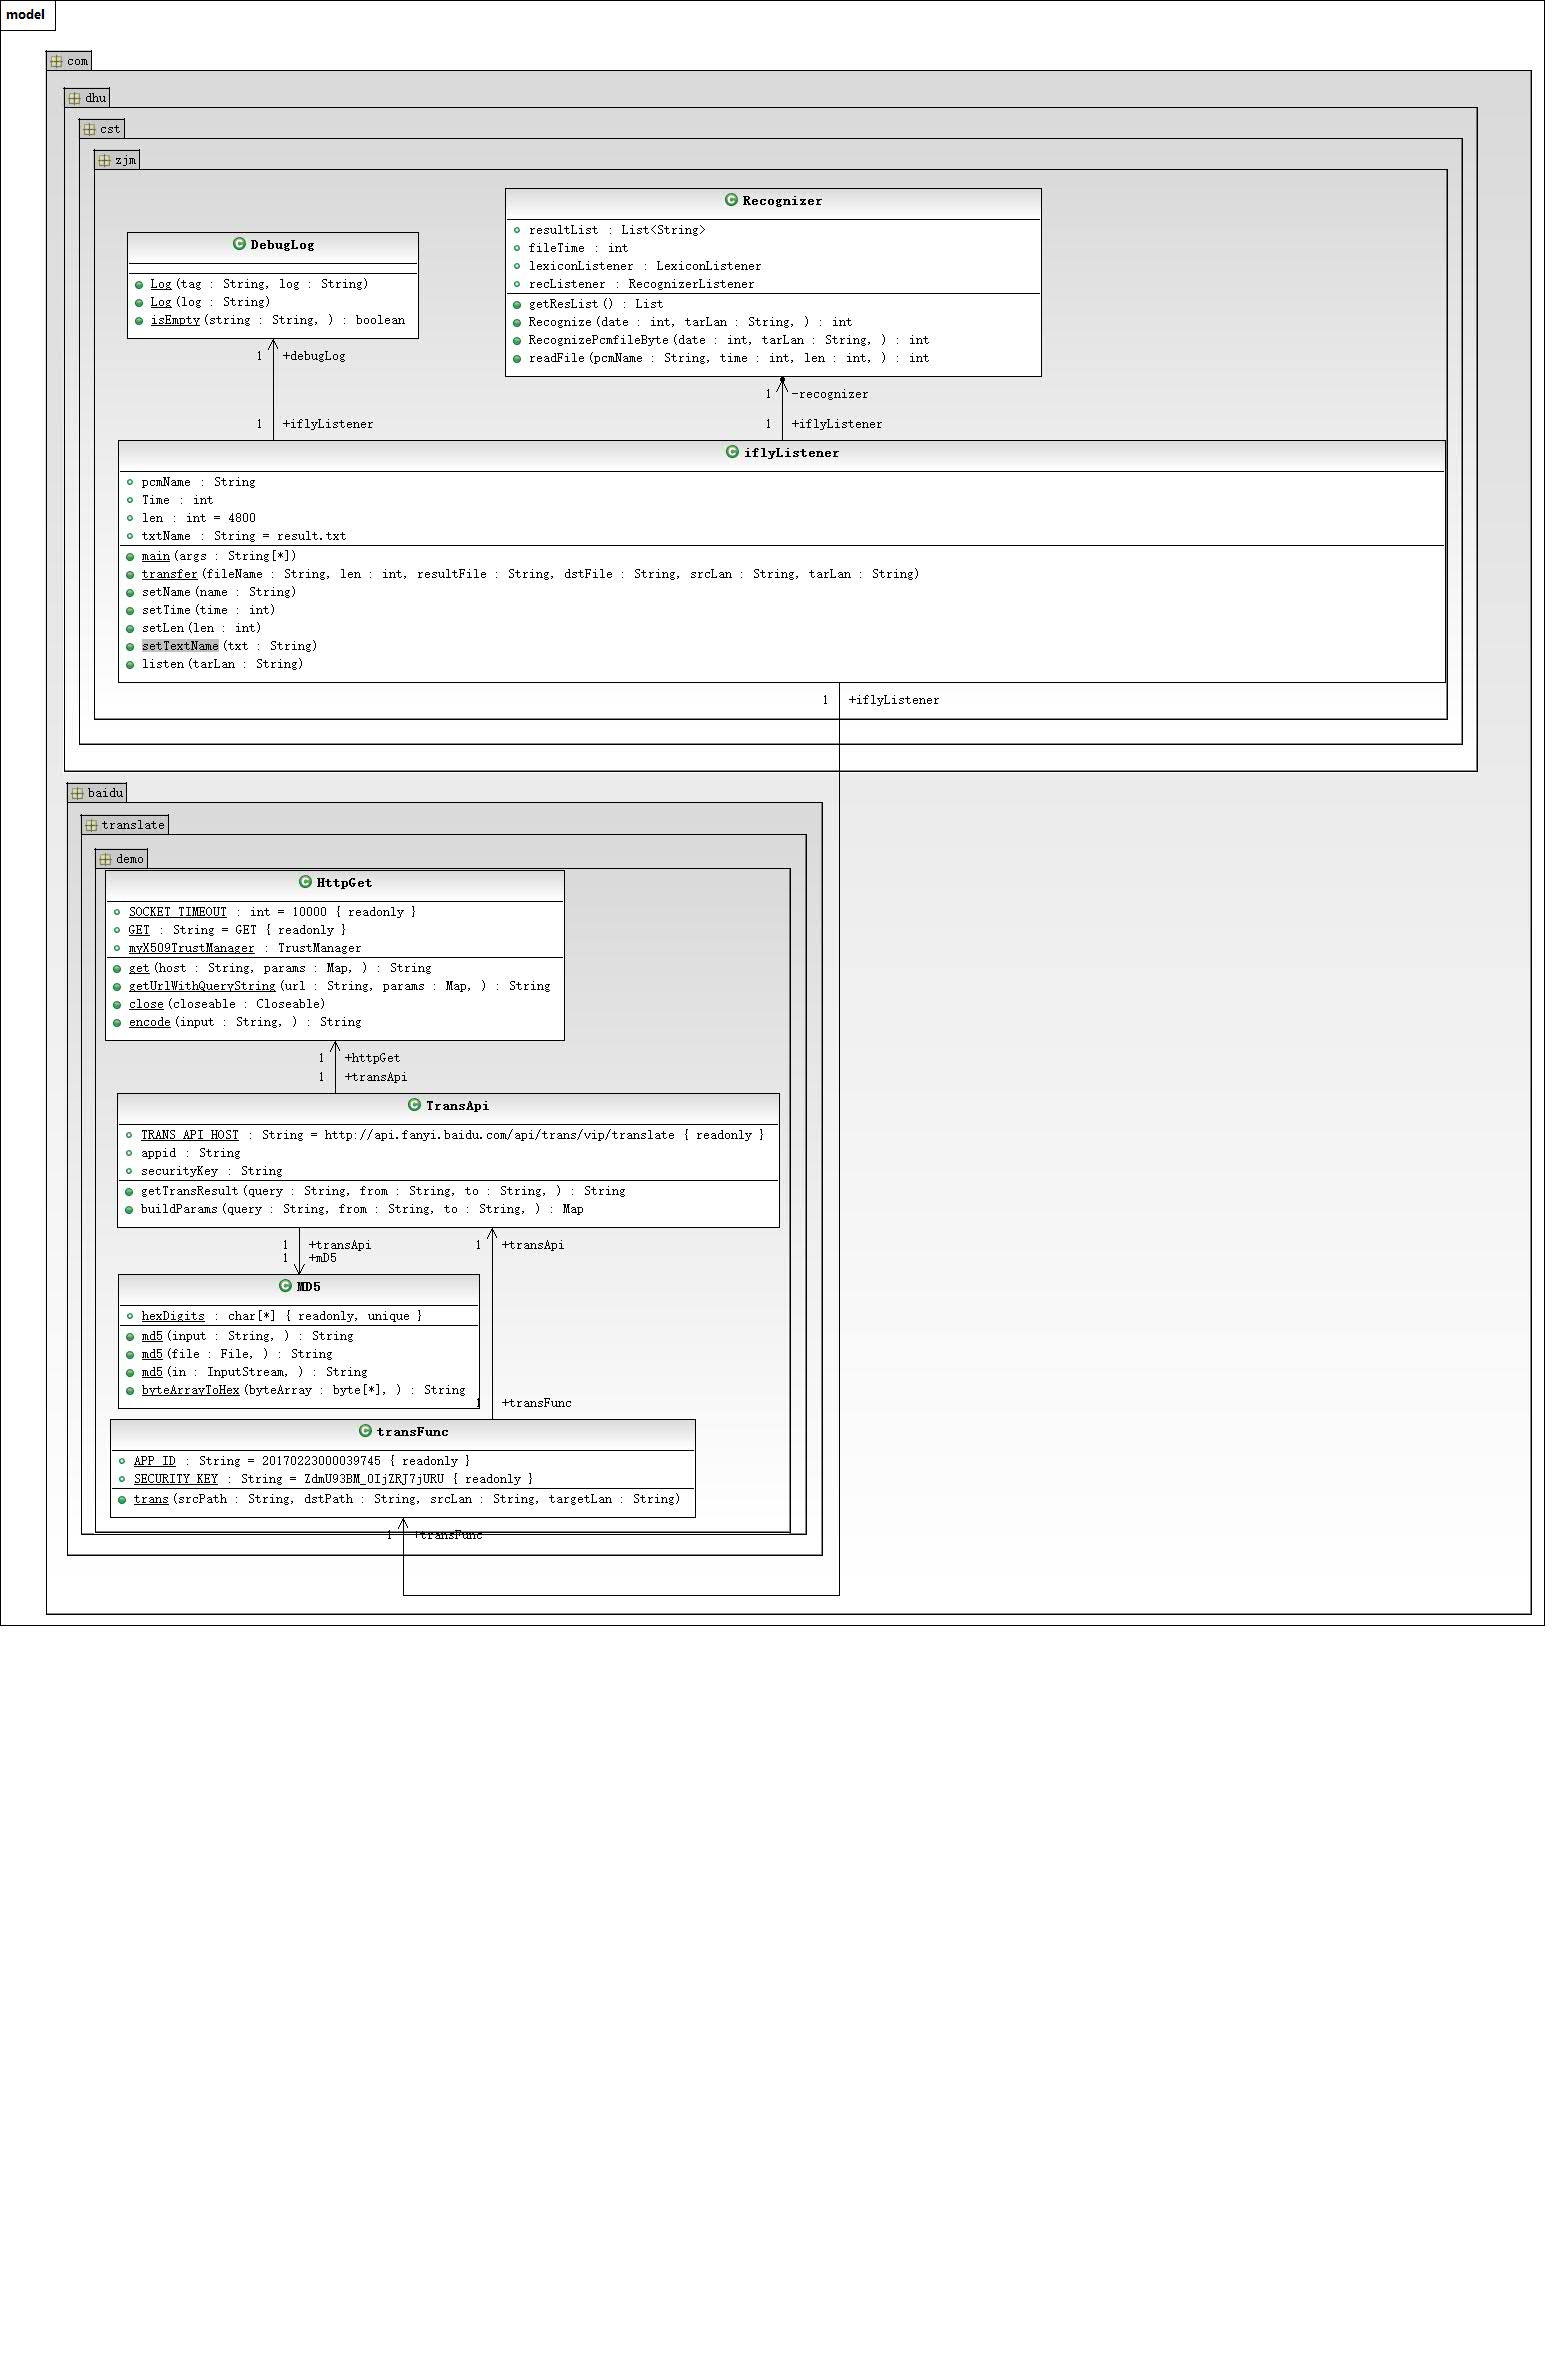 model
com
dhu
cst
zjm
Recognizer
resultList : List<String>
fileTime : int
lexiconListener : LexiconListener
recListener : RecognizerListener
getResList() : List
Recognize(date : int, tarLan : String, ) : int
RecognizePcmfileByte(date : int, tarLan : String, ) : int
readFile(pcmName : String, time : int, len : int, ) : int
DebugLog
Log(tag : String, log : String)
Log(log : String)
isEmpty(string : String, ) : boolean
1 +debugLog
1 -recognizer
1 +iflyListener
1 +iflyListener
iflyListener
pcmName : String
Time : int
len : int = 4800
txtName : String = result.txt
main(args : String[*])
transfer(fileName : String, len : int, resultFile : String, dstFile : String, srcLan : String, tarLan : String)
setName(name : String)
setTime(time : int)
setLen(len : int)
setTextName(txt : String)
listen(tarLan : String)
1 +iflyListener
baidu
translate
demo
HttpGet
SOCKET_TIMEOUT : int = 10000 { readonly }
GET : String = GET { readonly }
myX509TrustManager : TrustManager
get(host : String, params : Map, ) : String
getUrlWithQueryString(url : String, params : Map, ) : String
close(closeable : Closeable)
encode(input : String, ) : String
1 +httpGet
1 +transApi
TransApi
TRANS_API_HOST : String = http://api.fanyi.baidu.com/api/trans/vip/translate { readonly }
appid : String
securityKey : String
getTransResult(query : String, from : String, to : String, ) : String
buildParams(query : String, from : String, to : String, ) : Map
1 +transApi
1 +transApi
1 +mD5
MD5
hexDigits : char[*] { readonly, unique }
md5(input : String, ) : String
md5(file : File, ) : String
md5(in : InputStream, ) : String
byteArrayToHex(byteArray : byte[*], ) : String
1 +transFunc
transFunc
APP_ID : String = 20170223000039745 { readonly }
SECURITY_KEY : String = ZdmU93BM_0IjZRJ7jURU { readonly }
trans(srcPath : String, dstPath : String, srcLan : String, targetLan : String)
1 +transFunc